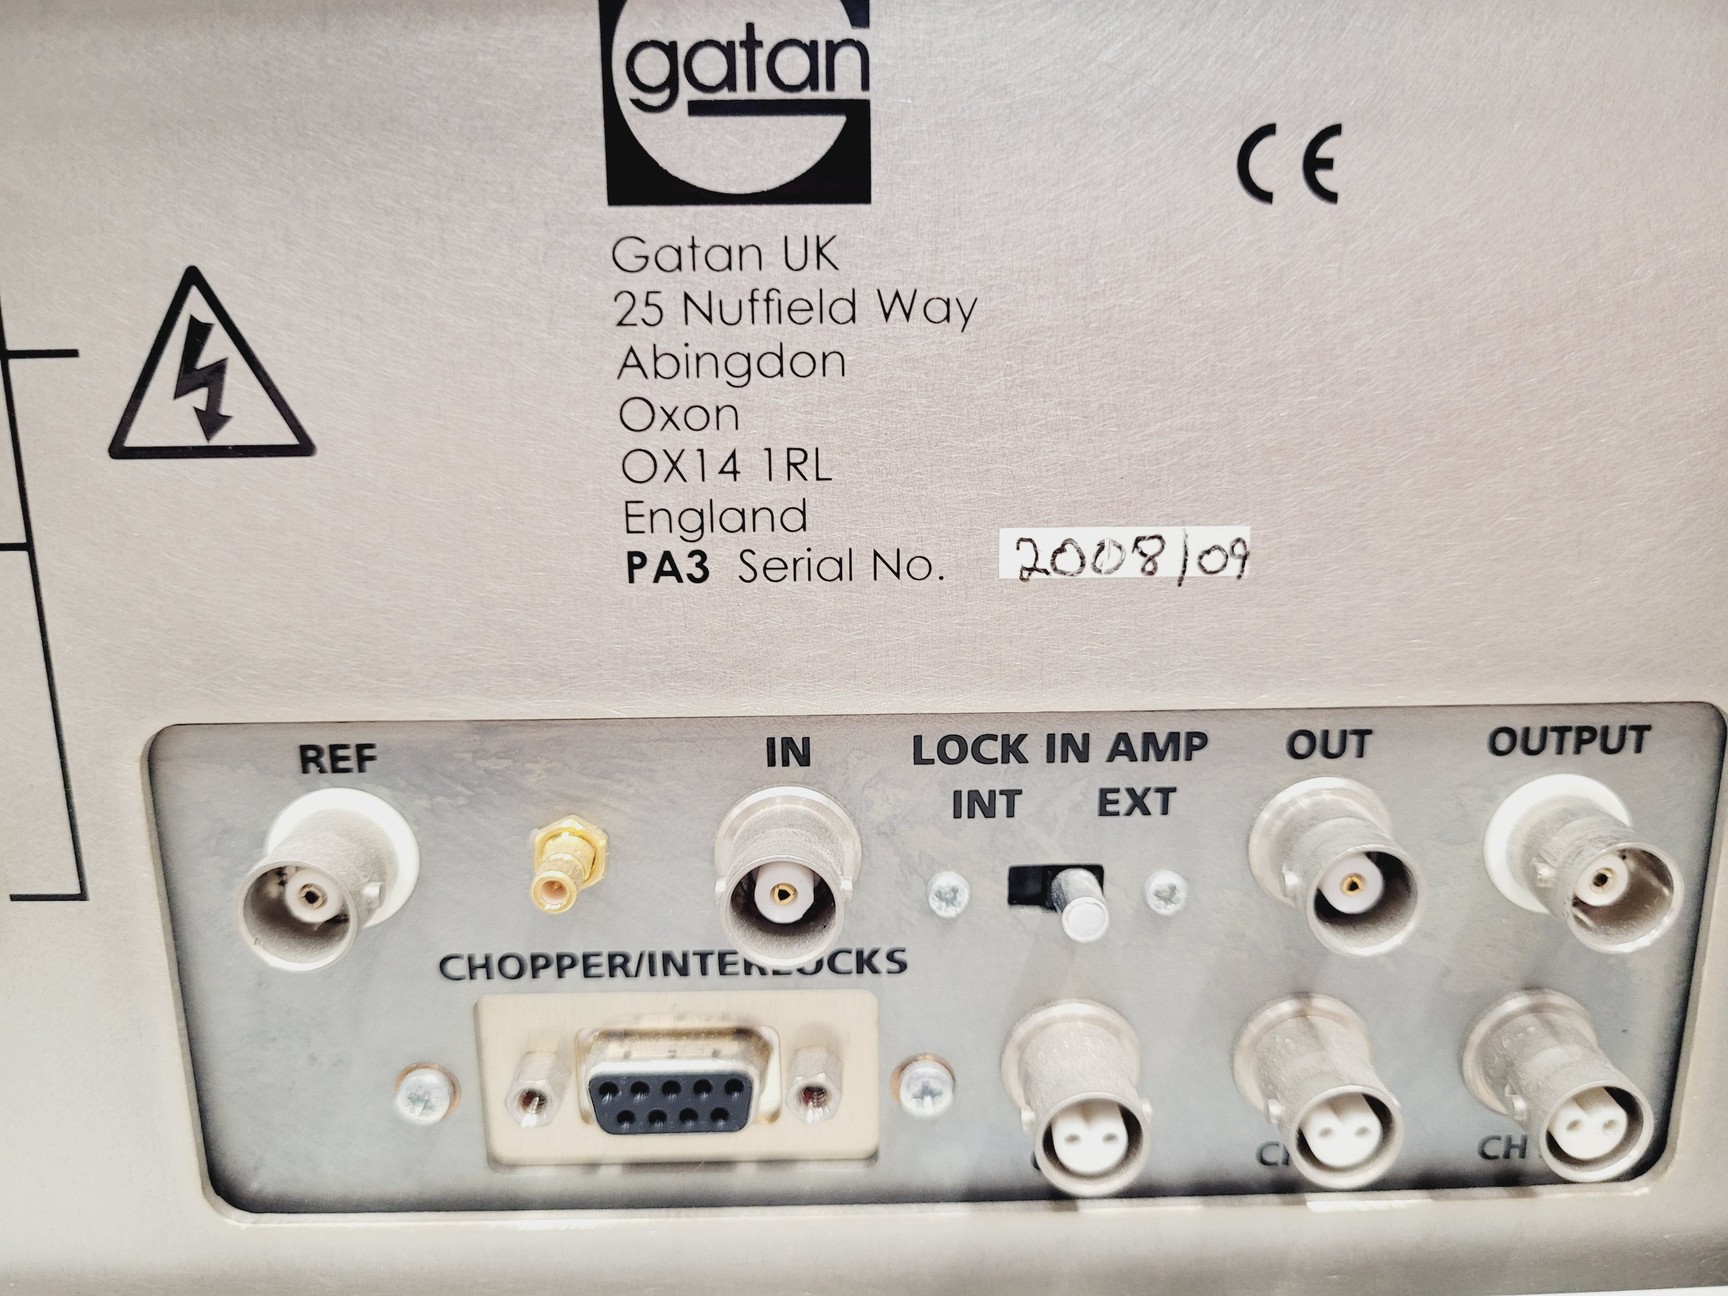 gatan
CE
Gatan UK
25 Nuffield Way
Abingdon
Oxon
OX14 1RL
England
PA3 Serial No. 2008/09
REF
IN
LOCK IN AMP
INT EXT
OUT
OUTPUT
CHOPPER/INTERLOCKS
CH